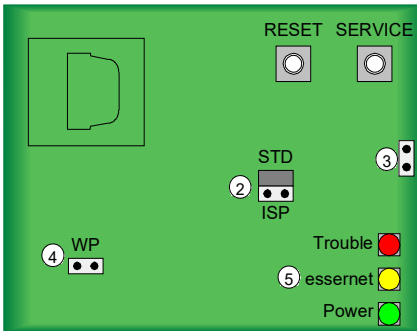 RESET SERVICE
STD
3
2
ISP
WP
4
Trouble
5 essernet
Power